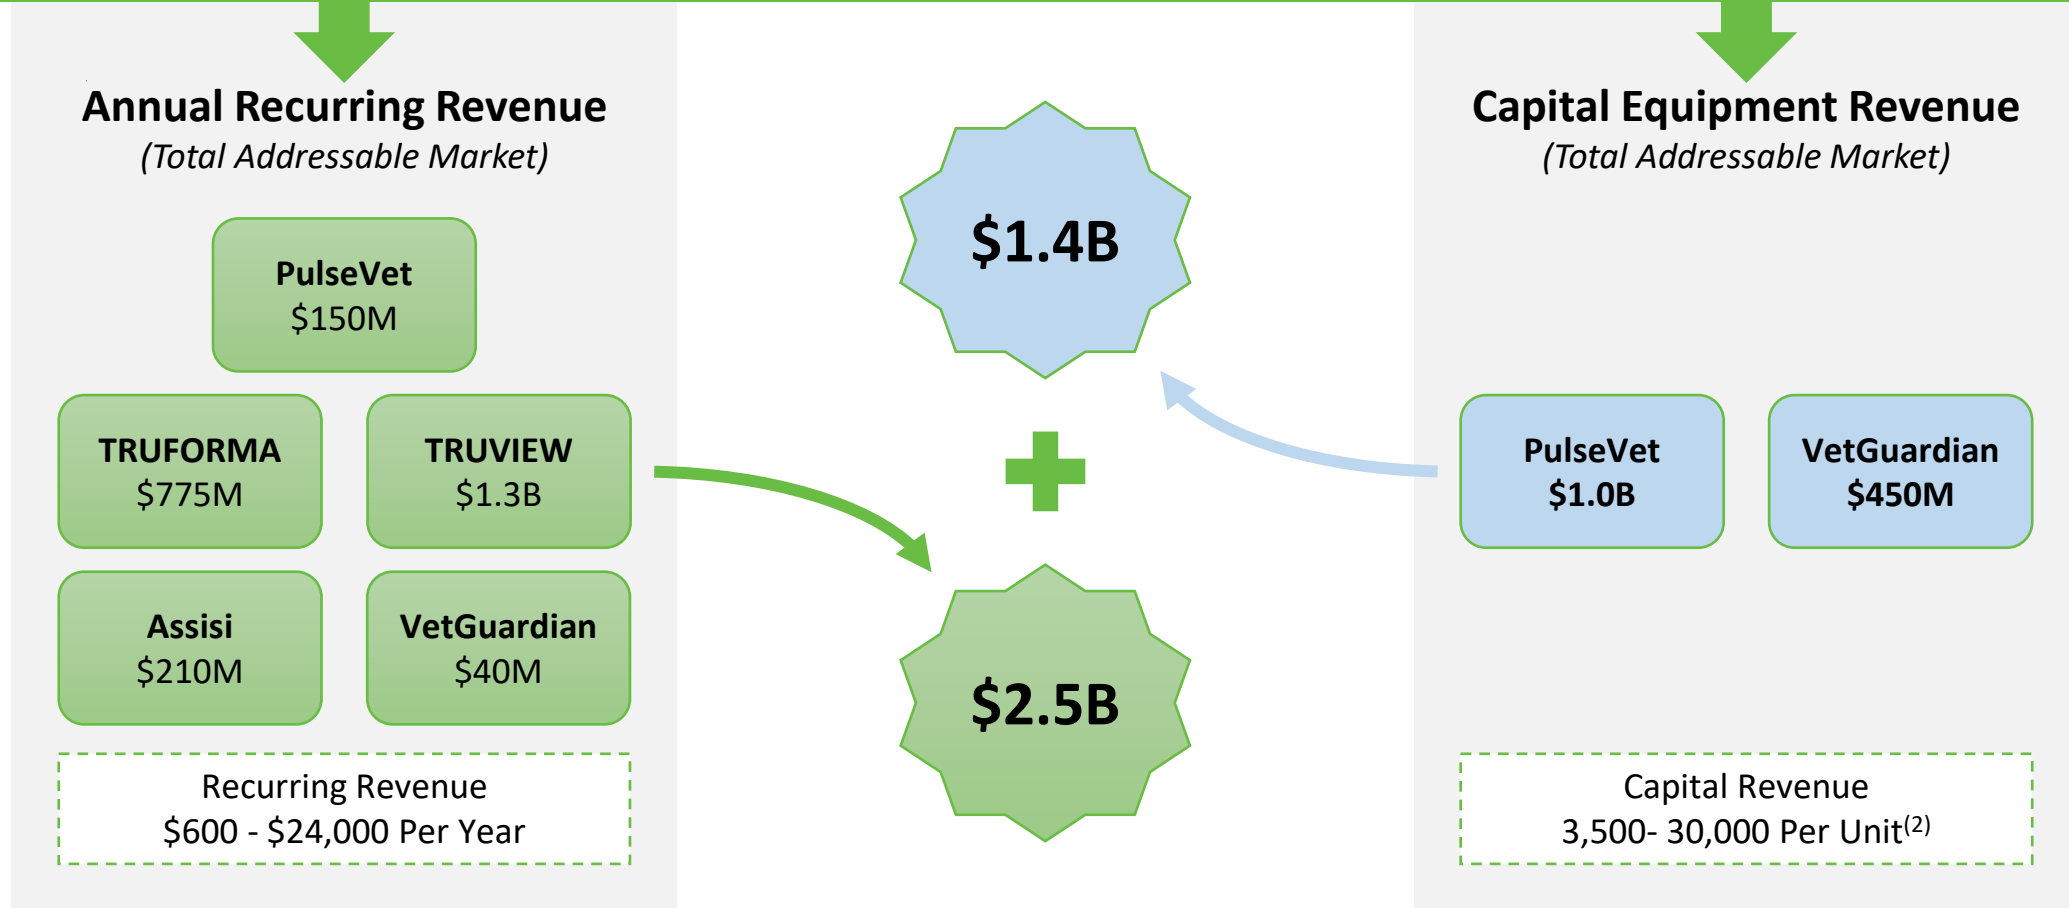 Annual Recurring Revenue
(Total Addressable Market)
PulseVet
$150M
TRUFORMA
$775M
TRUVIEW
$1.3B
Assisi
$210M
VetGuardian
$40M
Recurring Revenue
$600 - $24,000 Per Year
$1.4B
$2.5B
Capital Equipment Revenue
(Total Addressable Market)
PulseVet
$1.0B
VetGuardian
$450M
Capital Revenue
3,500- 30,000 Per Unit(2)